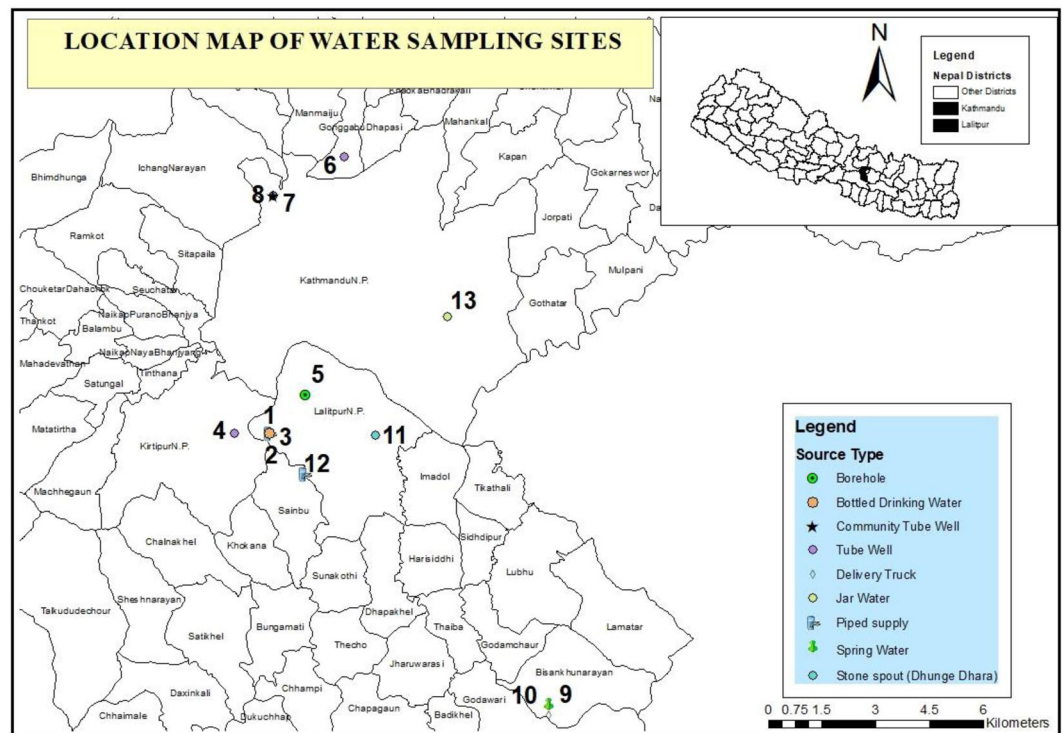 LOCATION MAP OF WATER SAMPLING SITES
N
Legend
Nepal Districts
Other Districts
Kathmandu
Lalitpur
Manmaiju
Gonggabu
Dhapasi
Mahankal
Kapan
Gokarneswor
IchangNarayan
Bhimdhunga
6
8
7
Jorpati
Ramkot
Sitapaila
Mulpani
KathmanduN.P.
ChouketarDahachok
Seuchatar
13
Gothatar
NaikapPuranoBhanjya
Thankot
Balambu
NaikapNayaBhanjyang
Mahadevathan
Tinthana
Satungal
5
LalitpurN.P.
Matatirtha
1
4
3
11
KirtipurN.P.
2
12
Imadol
Tikathali
Machhegaun
Sainbu
Chalnakhel
Khokana
Sidhdipur
Harisiddhi
Lubhu
Sunakothi
Sheshnarayan
Talkududechour
Dhapakhel
Bungamati
Thaiba
Lamatar
Satikhel
Thecho
Godamchaur
Jharuwarasi
Bisankhunarayan
Daxinkali
Chhampi
Godawari
10
9
Chhaimale
Dukuchhap
Chapagaun
Badikhel
Legend
Source Type
Borehole
Bottled Drinking Water
Community Tube Well
Tube Well
Delivery Truck
Jar Water
Piped supply
Spring Water
Stone spout (Dhunge Dhara)
0 0.75 1.5 3 4.5 6
Kilometers